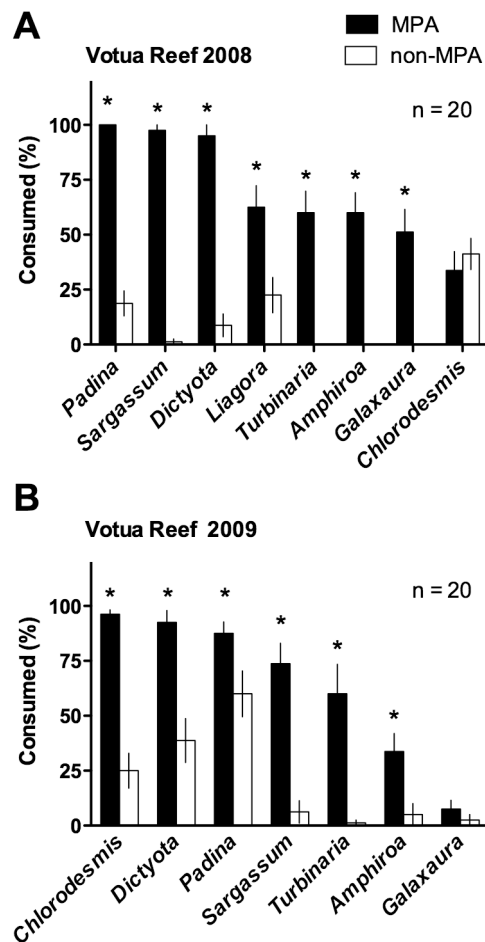 A
MPA
non-MPA
Votua Reef 2008
n = 20
Consumed (%)
100
75
50
25
0
* * * * * * *
Padina
Sargassum
Dictyota
Liagora
Turbinaria
Amphiroa
Galaxaura
Chlorodesmis
B
Votua Reef 2009
n = 20
Consumed (%)
100
75
50
25
0
* * * * * *
Chlorodesmis
Dictyota
Padina
Sargassum
Turbinaria
Amphiroa
Galaxaura